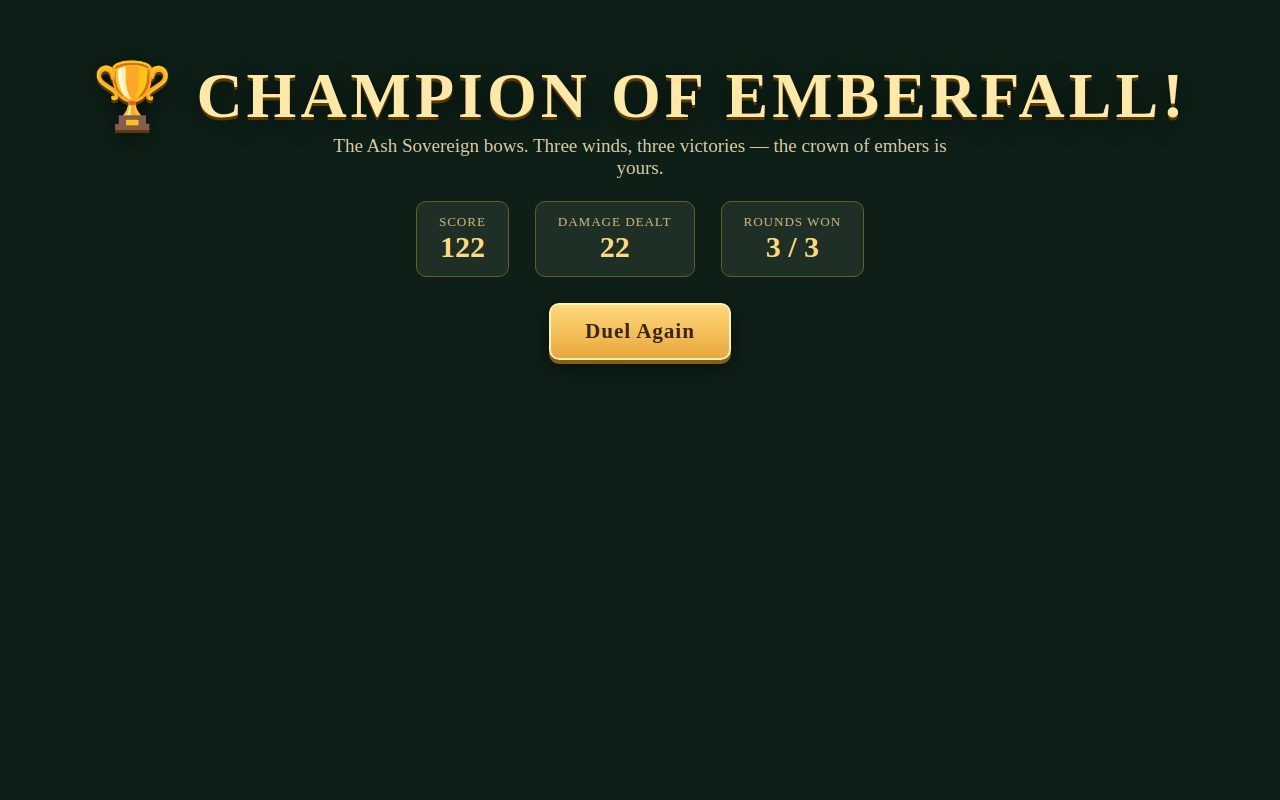 🏆 CHAMPION OF EMBERFALL!
The Ash Sovereign bows. Three winds, three victories — the crown of embers is
yours.
SCORE
122
DAMAGE DEALT
22
ROUNDS WON
3 / 3
Duel Again